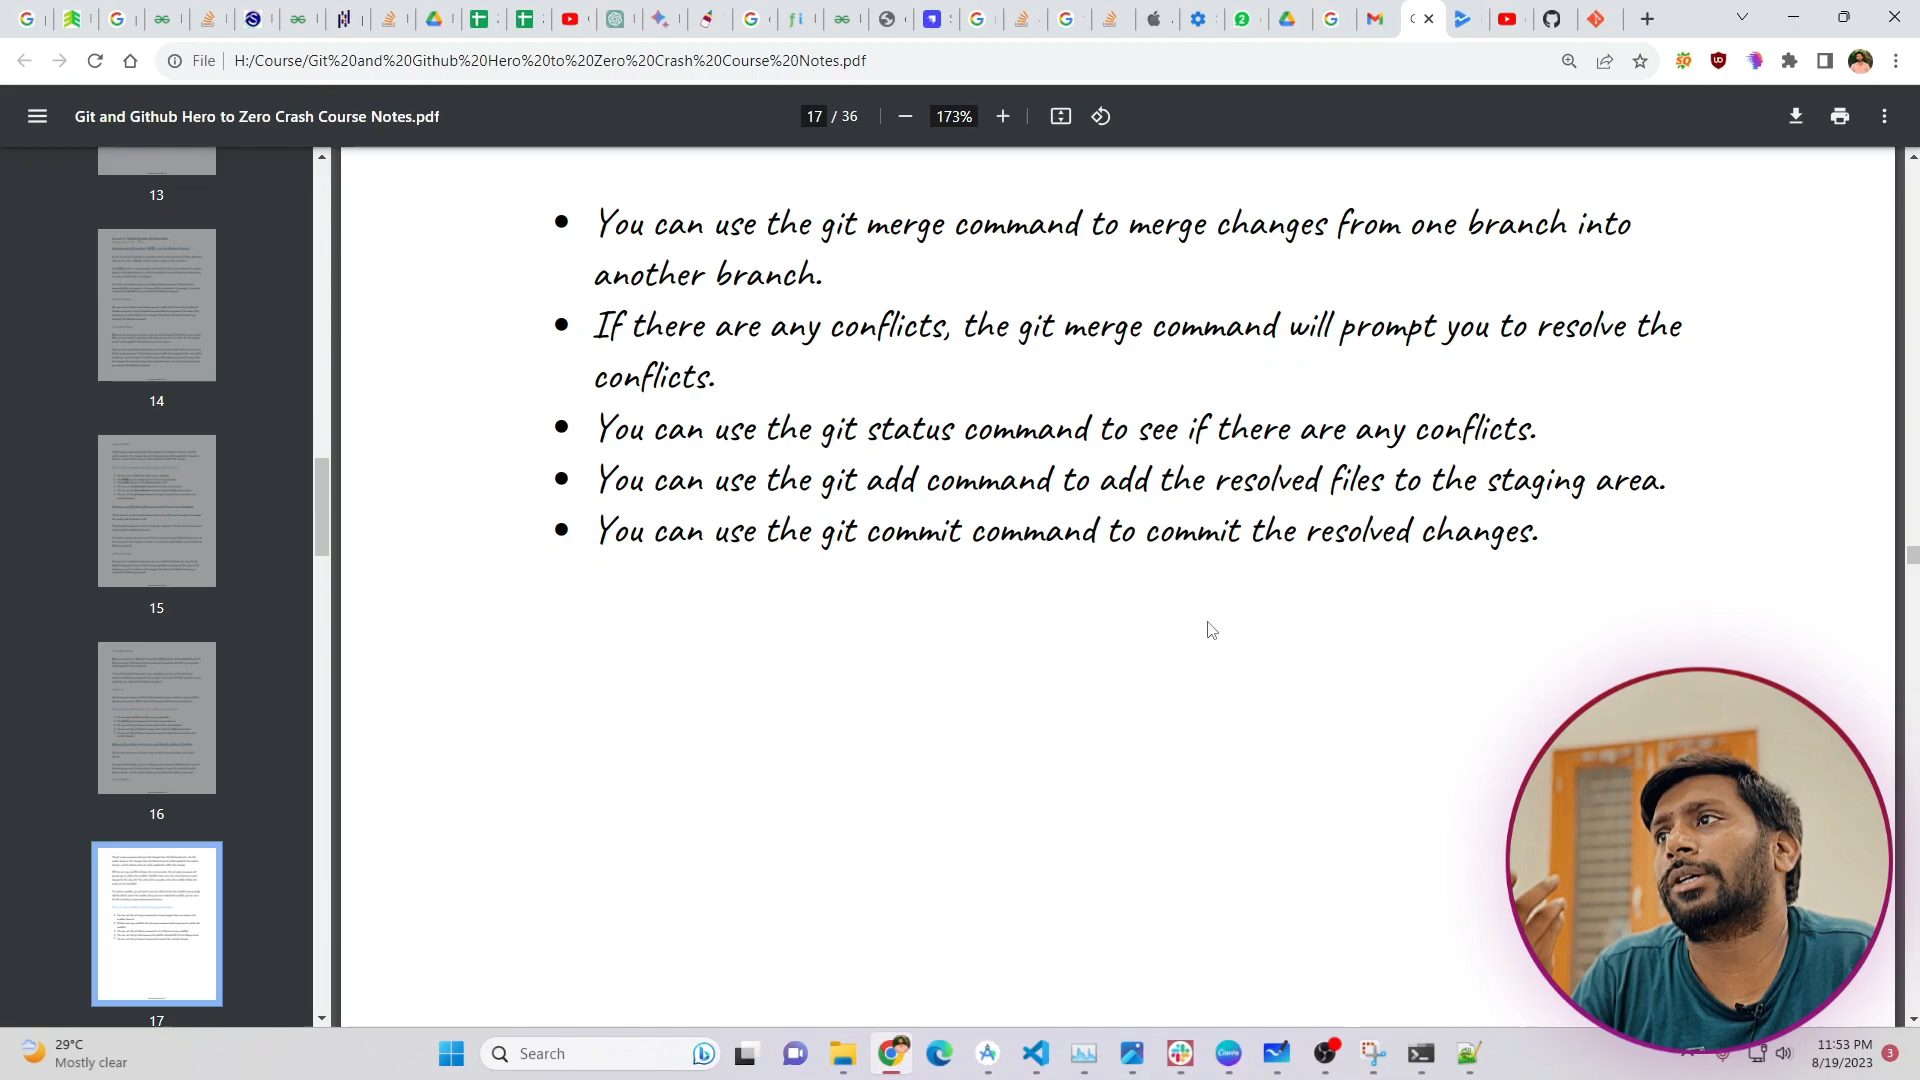 File
H:/Course/Git%20and%20Github%20Hero%20to%20Zero%20Crash%20Course%20Notes.pdf
Git and Github Hero to Zero Crash Course Notes.pdf
17 / 36
173%
13
14
15
16
17
• You can use the git merge command to merge changes from one branch into
another branch.
• If there are any conflicts, the git merge command will prompt you to resolve the
conflicts.
• You can use the git status command to see if there are any conflicts.
• You can use the git add command to add the resolved files to the staging area.
• You can use the git commit command to commit the resolved changes.
29°C
Mostly clear
Search
11:53 PM
8/19/2023
3